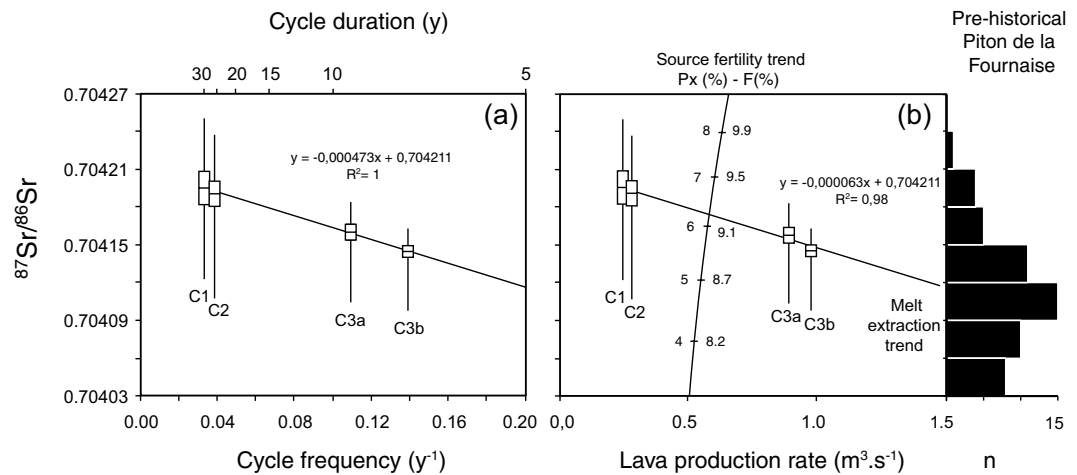 Cycle duration (y)
30 20 15 10 5
Pre-historical
Piton de la
Fournaise
Source fertility trend
Px (%) - F(%)
0.70427
0.70421
0.70415
0.70409
0.70403
87Sr/86Sr
(a)
y = -0,000473x + 0,704211
R2= 1
C1
C2
C3a
C3b
0.00 0.04 0.08 0.12 0.16 0.20
Cycle frequency (y-1)
(b)
8 9.9
7 9.5
6 9.1
5 8.7
4 8.2
y = -0,000063x + 0,704211
R2= 0,98
C1
C2
C3a
C3b
Melt
extraction
trend
0,0 0.5 1.0 1.5
Lava production rate (m3.s-1)
15
n